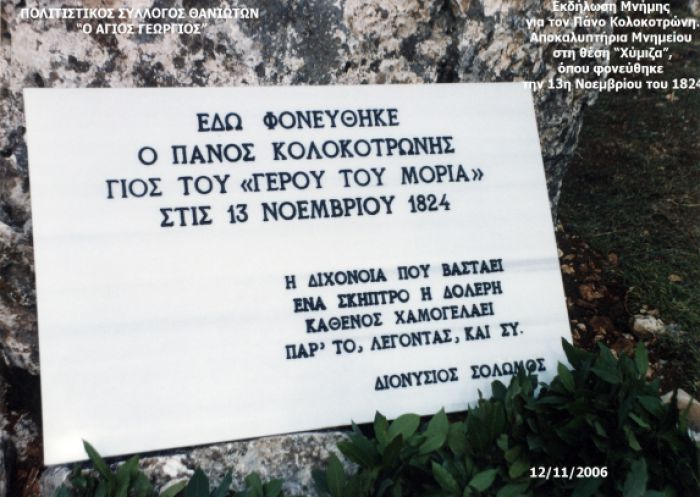 ΠΟΛΙΤΙΣΤΙΚΟΣ ΣΥΛΛΟΓΟΣ ΘΑΝΙΩΤΩΝ
"Ο ΑΓΙΟΣ ΓΕΩΡΓΙΟΣ"
Εκδήλωση Μνήμης
για τον Πάνο Κολοκοτρώνη.
Αποκαλυπτήρια Μνημείου
στη θέση "Χύμιζα",
όπου φονεύθηκε
την 13η Νοεμβρίου του 1824
ΕΔΩ ΦΟΝΕΥΘΗΚΕ
Ο ΠΑΝΟΣ ΚΟΛΟΚΟΤΡΩΝΗΣ
ΓΙΟΣ ΤΟΥ «ΓΕΡΟΥ ΤΟΥ ΜΟΡΙΑ»
ΣΤΙΣ 13 ΝΟΕΜΒΡΙΟΥ 1824
Η ΔΙΧΟΝΟΙΑ ΠΟΥ ΒΑΣΤΑΕΙ
ΕΝΑ ΣΚΗΠΤΡΟ Η ΔΟΛΕΡΗ
ΚΑΘΕΝΟΣ ΧΑΜΟΓΕΛΑΕΙ
ΠΑΡ' ΤΟ, ΛΕΓΟΝΤΑΣ, ΚΑΙ ΣΥ.
ΔΙΟΝΥΣΙΟΣ ΣΟΛΩΜΟΣ
12/11/2006